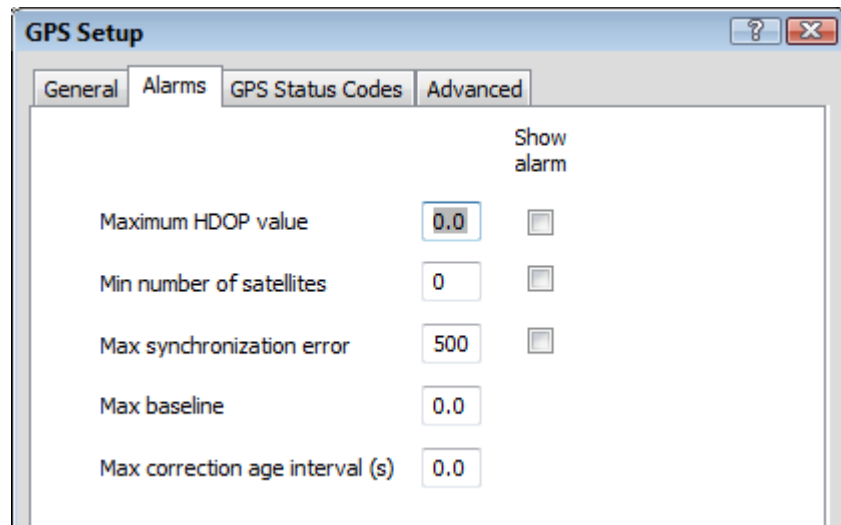 GPS Setup
General Alarms GPS Status Codes Advanced
Show
alarm
Maximum HDOP value 0.0
Min number of satellites 0
Max synchronization error 500
Max baseline 0.0
Max correction age interval (s) 0.0